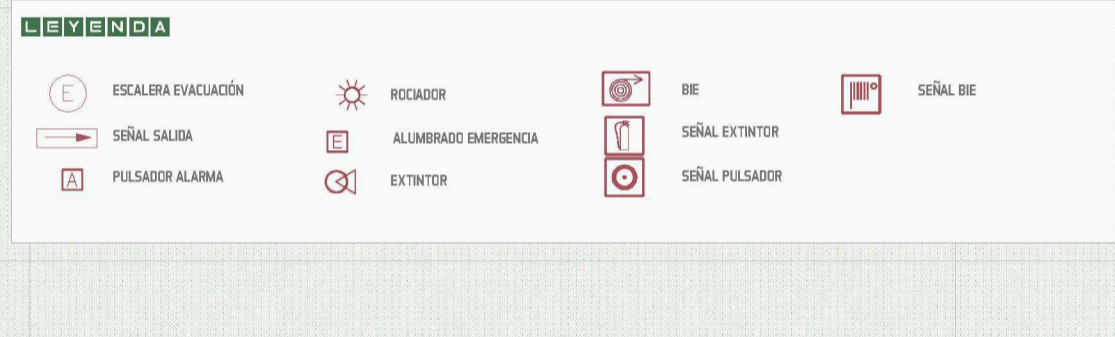 LEYENDA
E ESCALERA EVACUACIÓN
SEÑAL SALIDA
A PULSADOR ALARMA
ROCIADOR
E ALUMBRADO EMERGENCIA
EXTINTOR
BIE
SEÑAL EXTINTOR
SEÑAL PULSADOR
SEÑAL BIE